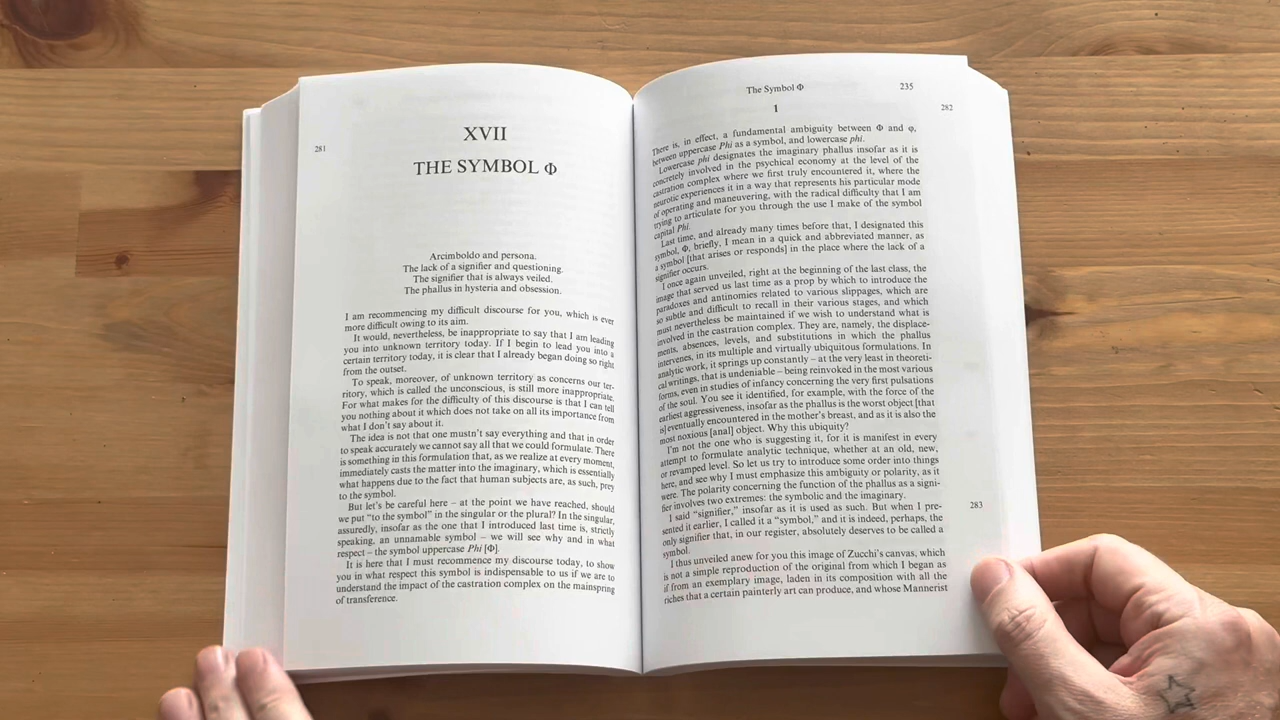 281
XVII
THE SYMBOL Φ
Arcimboldo and persona.
The lack of a signifier and questioning.
The signifier that is always veiled.
The phallus in hysteria and obsession.
I am recommencing my difficult discourse for you, which is ever
more difficult owing to its aim.
It would, nevertheless, be inappropriate to say that I am leading
you into unknown territory today. If I begin to lead you into a
certain territory today, it is clear that I already began doing so right
from the outset.
To speak, moreover, of unknown territory as concerns our ter-
ritory, which is called the unconscious, is still more inappropriate.
For what makes for the difficulty of this discourse is that I can tell
you nothing about it which does not take on all its importance from
what I don't say about it.
The idea is not that one mustn't say everything and that in order
to speak accurately we cannot say all that we could formulate. There
is something in this formulation that, as we realize at every moment,
immediately casts the matter into the imaginary, which is essentially
what happens due to the fact that human subjects are, as such, prey
to the symbol.
But let's be careful here – at the point we have reached, should
we put “to the symbol” in the singular or the plural? In the singular,
assuredly, insofar as the one that I introduced last time is, strictly
speaking, an unnamable symbol – we will see why and in what
respect – the symbol uppercase Phi [Φ].
It is here that I must recommence my discourse today, to show
you in what respect this symbol is indispensable to us if we are to
understand the impact of the castration complex on the mainspring
of transference.
The Symbol Φ 235
1
282
There is, in effect, a fundamental ambiguity between Φ and φ,
between uppercase Phi as a symbol, and lowercase phi.
Lowercase phi designates the imaginary phallus insofar as it is
concretely involved in the psychical economy at the level of the
castration complex where we first truly encountered it, where the
neurotic experiences it in a way that represents his particular mode
of operating and maneuvering, with the radical difficulty that I am
trying to articulate for you through the use I make of the symbol
capital Phi.
Last time, and already many times before that, I designated this
symbol, Φ, briefly, I mean in a quick and abbreviated manner, as
a symbol [that arises or responds] in the place where the lack of a
signifier occurs.
I once again unveiled, right at the beginning of the last class, the
image that served us last time as a prop by which to introduce the
paradoxes and antinomies related to various slippages, which are
so subtle and difficult to recall in their various stages, and which
must nevertheless be maintained if we wish to understand what is
involved in the castration complex. They are, namely, the displace-
ments, absences, levels, and substitutions in which the phallus
intervenes, in its multiple and virtually ubiquitous formulations. In
analytic work, it springs up constantly – at the very least in theoreti-
cal writings, that is undeniable – being reinvoked in the most various
forms, even in studies of infancy concerning the very first pulsations
of the soul. You see it identified, for example, with the force of the
earliest aggressiveness, insofar as the phallus is the worst object [that
is] eventually encountered in the mother's breast, and as it is also the
most noxious [anal] object. Why this ubiquity?
I'm not the one who is suggesting it, for it is manifest in every
attempt to formulate analytic technique, whether at an old, new,
or revamped level. So let us try to introduce some order into things
here, and see why I must emphasize this ambiguity or polarity, as it
were. The polarity concerning the function of the phallus as a signi-
fier involves two extremes: the symbolic and the imaginary.
I said “signifier,” insofar as it is used as such. But when I pre-
283
sented it earlier, I called it a “symbol,” and it is indeed, perhaps, the
only signifier that, in our register, absolutely deserves to be called a
symbol.
I thus unveiled anew for you this image of Zucchi's canvas, which
is not a simple reproduction of the original from which I began as
if from an exemplary image, laden in its composition with all the
riches that a certain painterly art can produce, and whose Mannerist